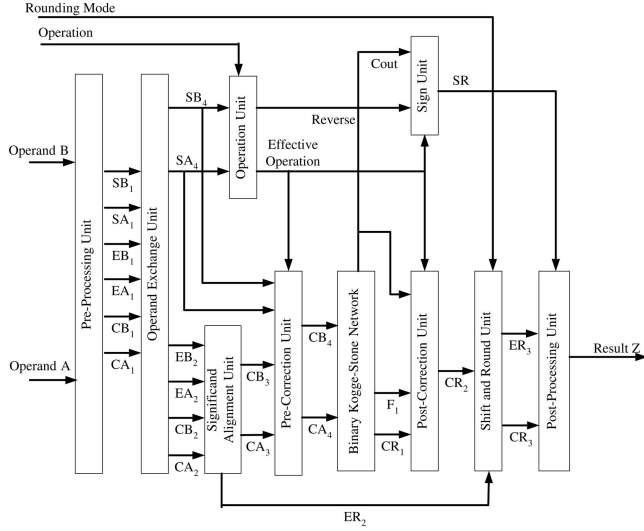 Rounding Mode
Operation
Operand B
Operand A
Pre-Processing Unit
SB1
SA1
EB1
EA1
CB1
CA1
Operand Exchange Unit
SB4
SA4
EB2
EA2
CB2
CA2
Operation Unit
Reverse
Effective
Operation
Significand
Alignment Unit
CB3
CA3
ER2
Pre-Correction Unit
CB4
CA4
Binary Kogge-Stone Network
Cout
F1
CR1
Sign Unit
SR
Post-Correction Unit
CR2
Shift and Round Unit
ER3
CR3
Post-Processing Unit
Result Z